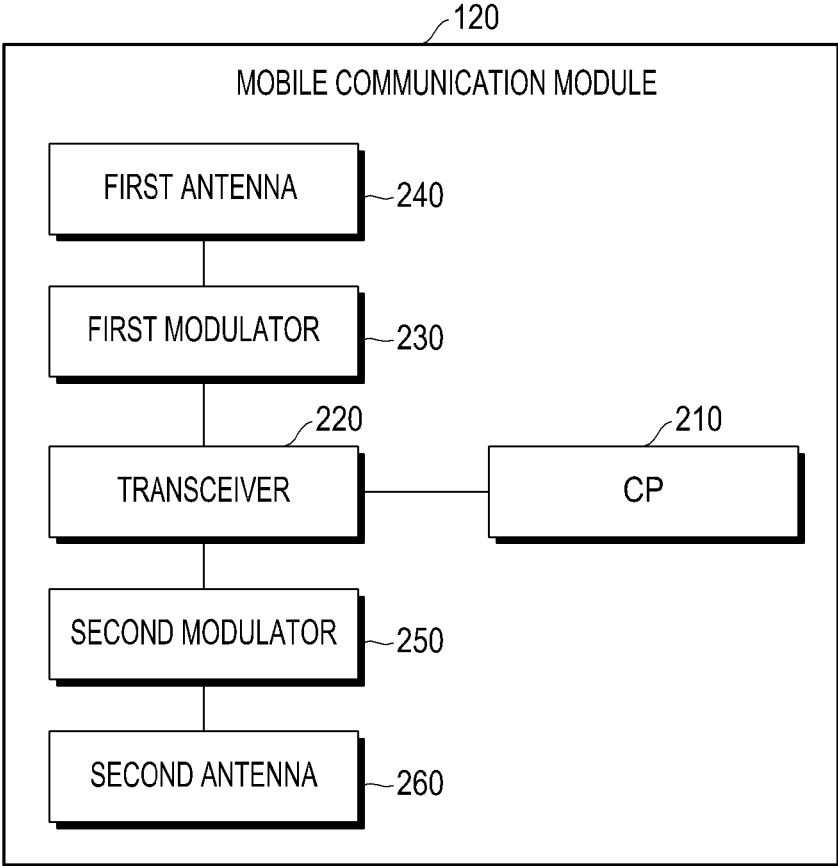 120
MOBILE COMMUNICATION MODULE
FIRST ANTENNA
240
FIRST MODULATOR
230
220
210
TRANSCEIVER
CP
SECOND MODULATOR
250
SECOND ANTENNA
260